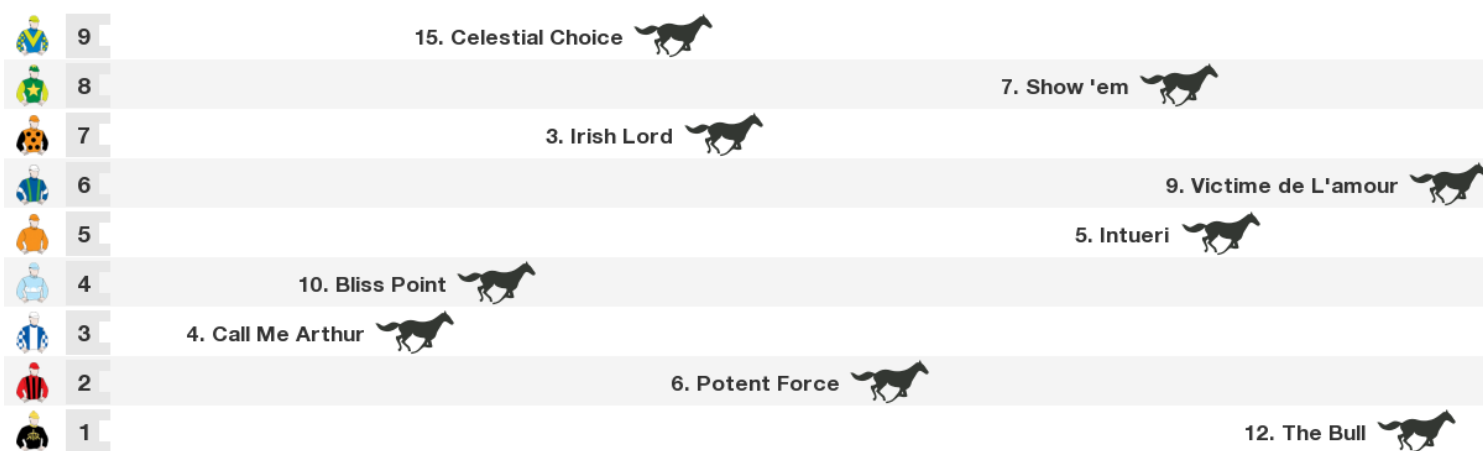 9 15. Celestial Choice
8 7. Show 'em
7 3. Irish Lord
6 9. Victime de L'amour
5 5. Intueri
4 10. Bliss Point
3 4. Call Me Arthur
2 6. Potent Force
1 12. The Bull